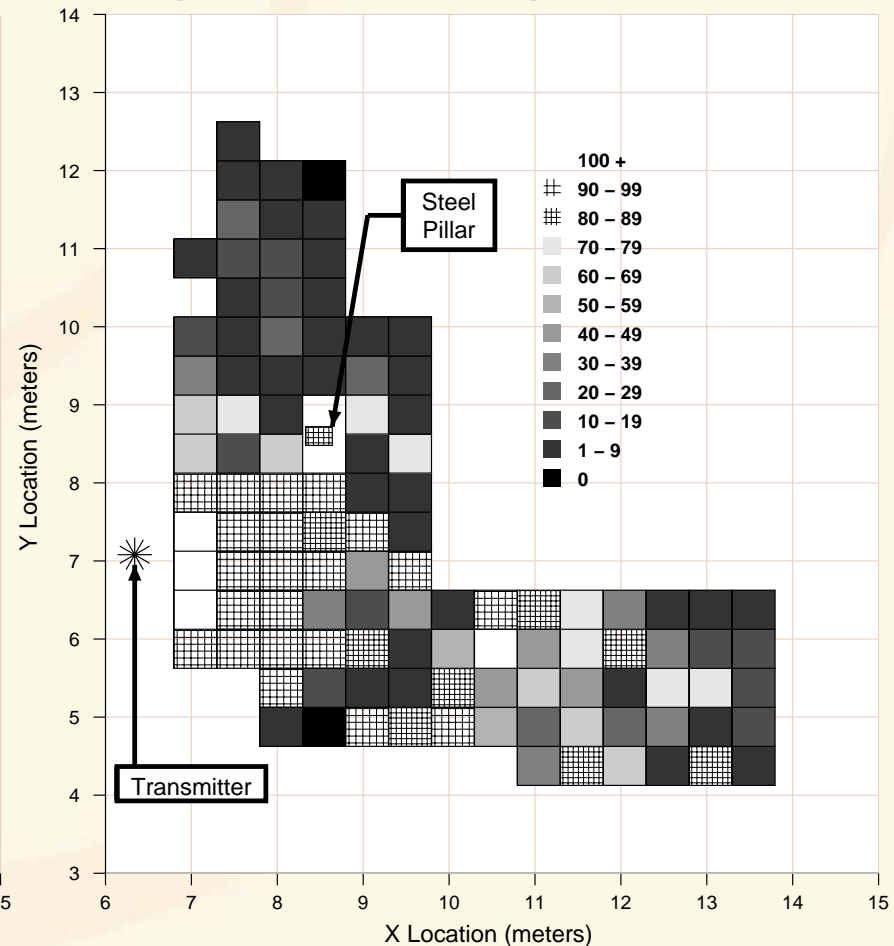 14
13
12
11
10
9
8
7
6
5
4
3
Y Location (meters)
Steel
Pillar
100 +
90 – 99
80 – 89
70 – 79
60 – 69
50 – 59
40 – 49
30 – 39
20 – 29
10 – 19
1 – 9
0
Transmitter
5
6 7 8 9 10 11 12 13 14 15
X Location (meters)